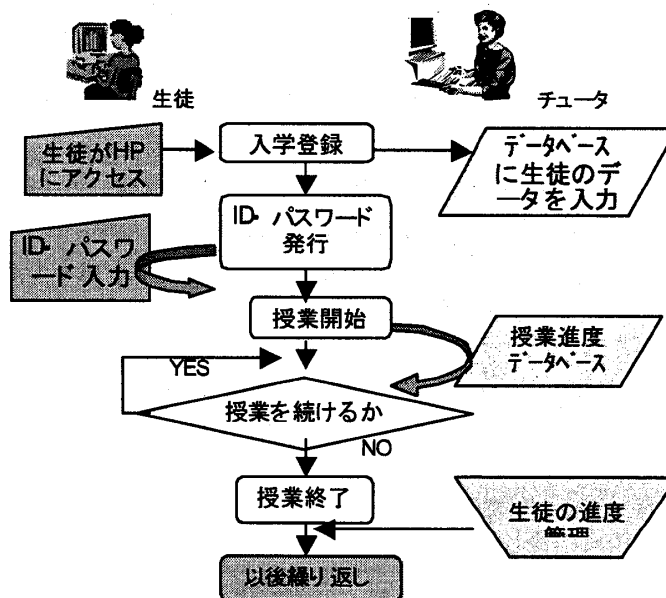 生徒
チュータ
生徒がHP
にアクセス
入学登録
データベース
に生徒のデ
ータを入力
ID・パスワード
発行
ID・パスワ
ード入力
授業開始
授業進度
データベース
YES
授業を続けるか
NO
授業終了
生徒の進度
管理
以後繰り返し